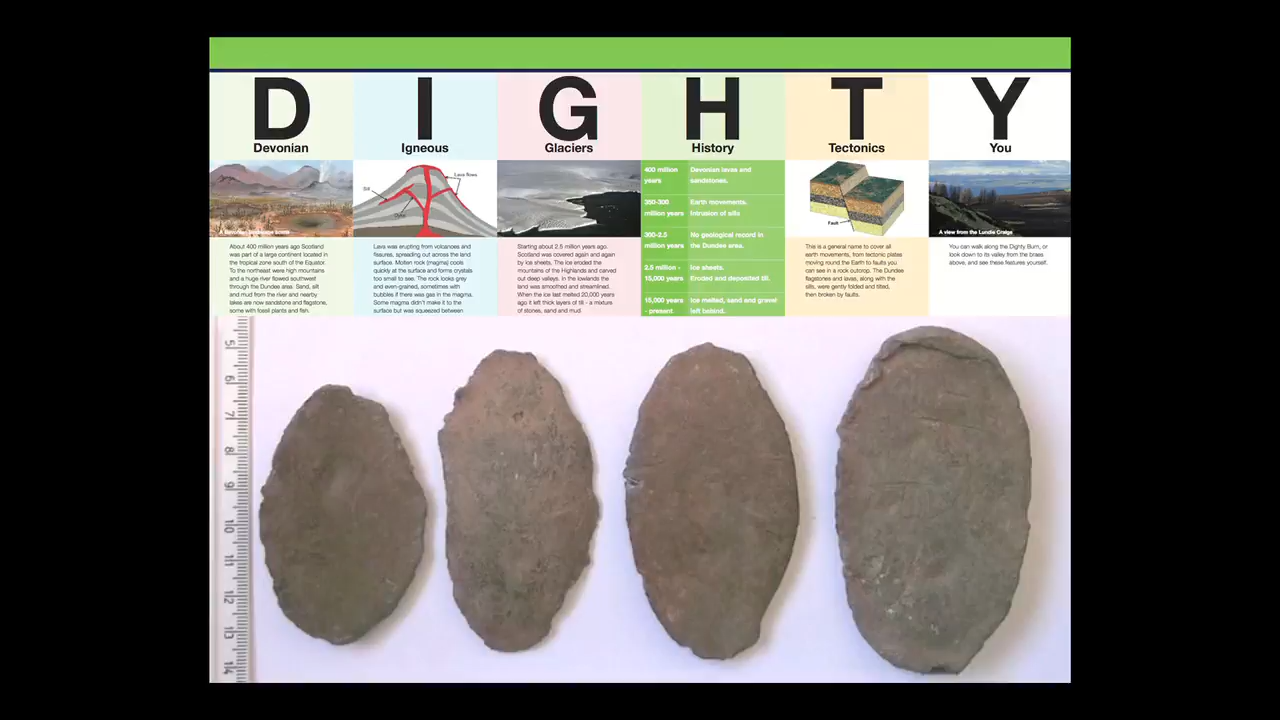 D I G H T Y
Devonian
Igneous
Glaciers
History
Tectonics
You
A Devonian landscape scene
About 400 million years ago Scotland
was part of a large continent located in
the tropical zone south of the Equator.
To the northeast were high mountains
and a huge river flowed southwest
through the Dundee area. Sand, silt
and mud from the river and nearby
lakes are now sandstone and flagstone,
some with fossil plants and fish.
Lava flows
Sill
Dyke
Lava was erupting from volcanoes and
fissures, spreading out across the land
surface. Molten rock (magma) cools
quickly at the surface and forms crystals
too small to see. The rock looks grey
and even-grained, sometimes with
bubbles if there was gas in the magma.
Some magma didn't make it to the
surface but was squeezed between
Starting about 2.5 million years ago.
Scotland was covered again and again
by ice sheets. The ice eroded the
mountains of the Highlands and carved
out deep valleys. In the lowlands the
land was smoothed and streamlined.
When the ice last melted 20,000 years
ago it left thick layers of till - a mixture
of stones, sand and mud
400 million years Devonian lavas and sandstones.
350-300 million years Earth movements. Intrusion of sills
300-2.5 million years No geological record in the Dundee area.
2.5 million - 15,000 years Ice sheets. Eroded and deposited till.
15,000 years - present Ice melted, sand and gravel left behind.
Fault
This is a general name to cover all
earth movements, from tectonic plates
moving round the Earth to faults you
can see in a rock outcrop. The Dundee
flagstones and lavas, along with the
sills, were gently folded and tilted,
then broken by faults.
A view from the Lundie Craigs
You can walk along the Dighty Burn, or
look down to its valley from the braes
above, and see these features yourself.
5
6
7
8
9
10
11
12
13
14